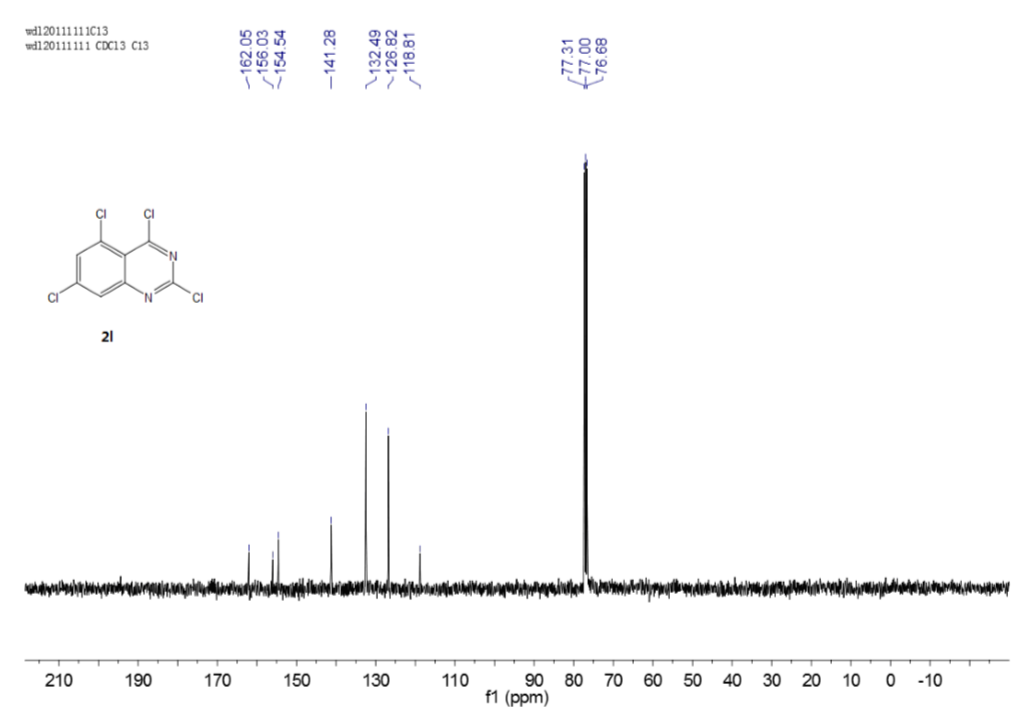 wdl20111111C13
wdl20111111 CDCl3 C13
162.05
156.03
154.54
141.28
132.49
126.82
118.81
77.31
77.00
76.68
Cl Cl
N
Cl N Cl
2l
210 190 170 150 130 110 90 80 70 60 50 40 30 20 10 0 -10
f1 (ppm)